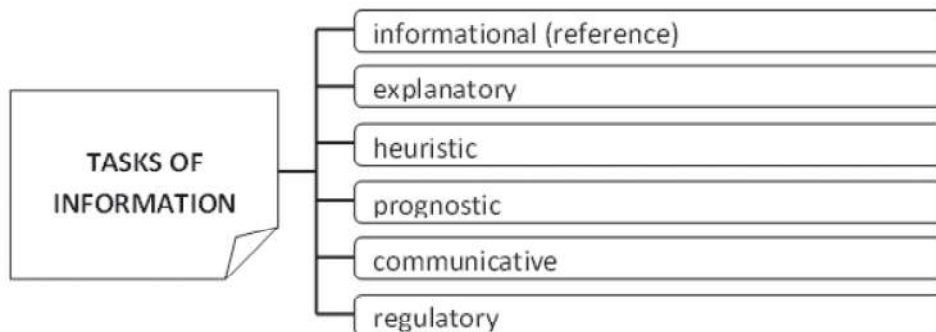 TASKS OF
INFORMATION
informational (reference)
explanatory
heuristic
prognostic
communicative
regulatory